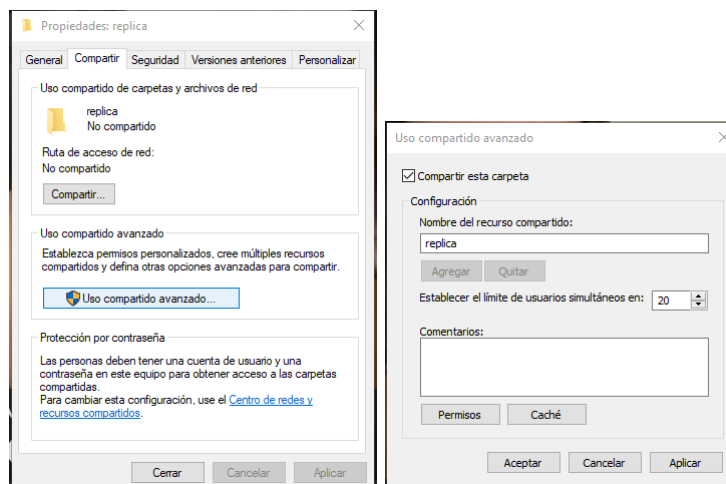 Propiedades: replica
General
Compartir
Seguridad
Versiones anteriores
Personalizar
Uso compartido de carpetas y archivos de red
replica
No compartido
Ruta de acceso de red:
No compartido
Compartir...
Uso compartido avanzado
Establezca permisos personalizados, cree múltiples recursos
compartidos y defina otras opciones avanzadas para compartir.
Uso compartido avanzado...
Protección por contraseña
Las personas deben tener una cuenta de usuario y una
contraseña en este equipo para obtener acceso a las carpetas
compartidas.
Para cambiar esta configuración, use el Centro de redes y
recursos compartidos.
Cerrar
Cancelar
Aplicar
Uso compartido avanzado
Compartir esta carpeta
Configuración
Nombre del recurso compartido:
replica
Agregar
Quitar
Establecer el límite de usuarios simultáneos en: 20
Comentarios:
Permisos
Caché
Aceptar
Cancelar
Aplicar